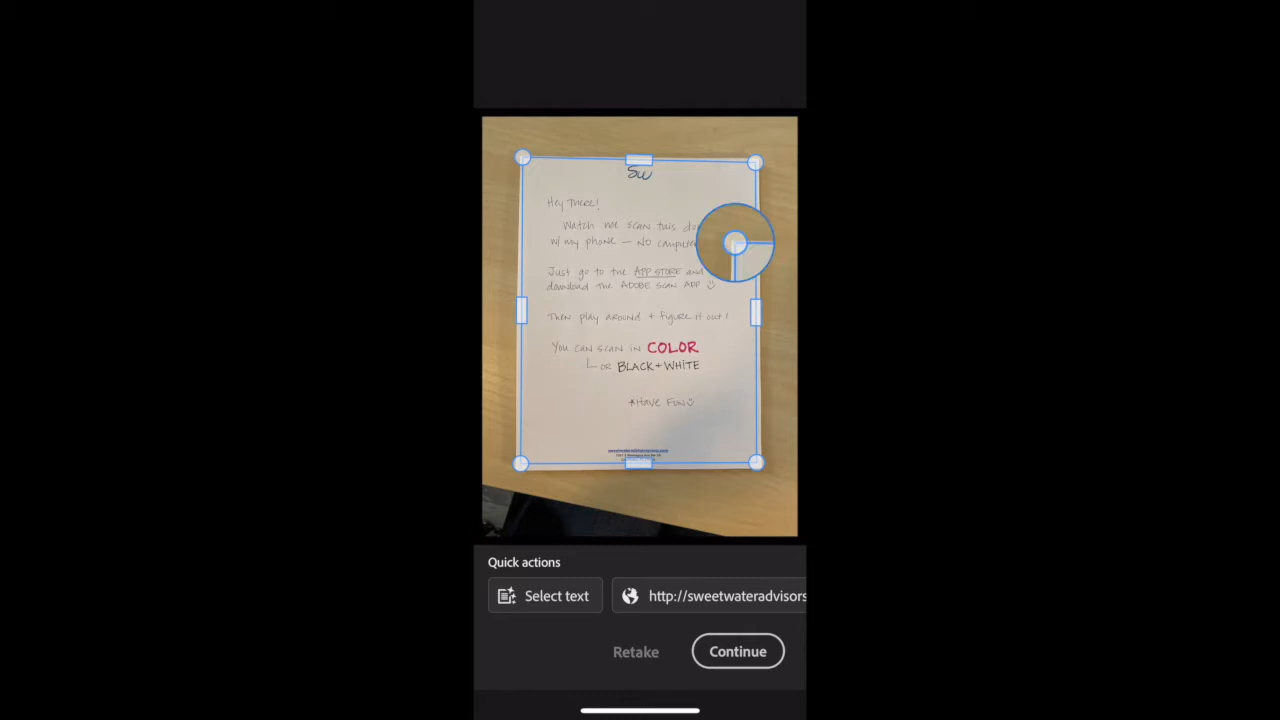 SW
Hey There!
Watch me scan this
w/ my phone — NO
Just go to the APP STORE and
download the ADOBE SCAN APP
Then play around + figure it out!
You can scan in COLOR
OR BLACK + WHITE
*Have Fun
Quick actions
Select text
http://sweetwateradvisors
Retake
Continue